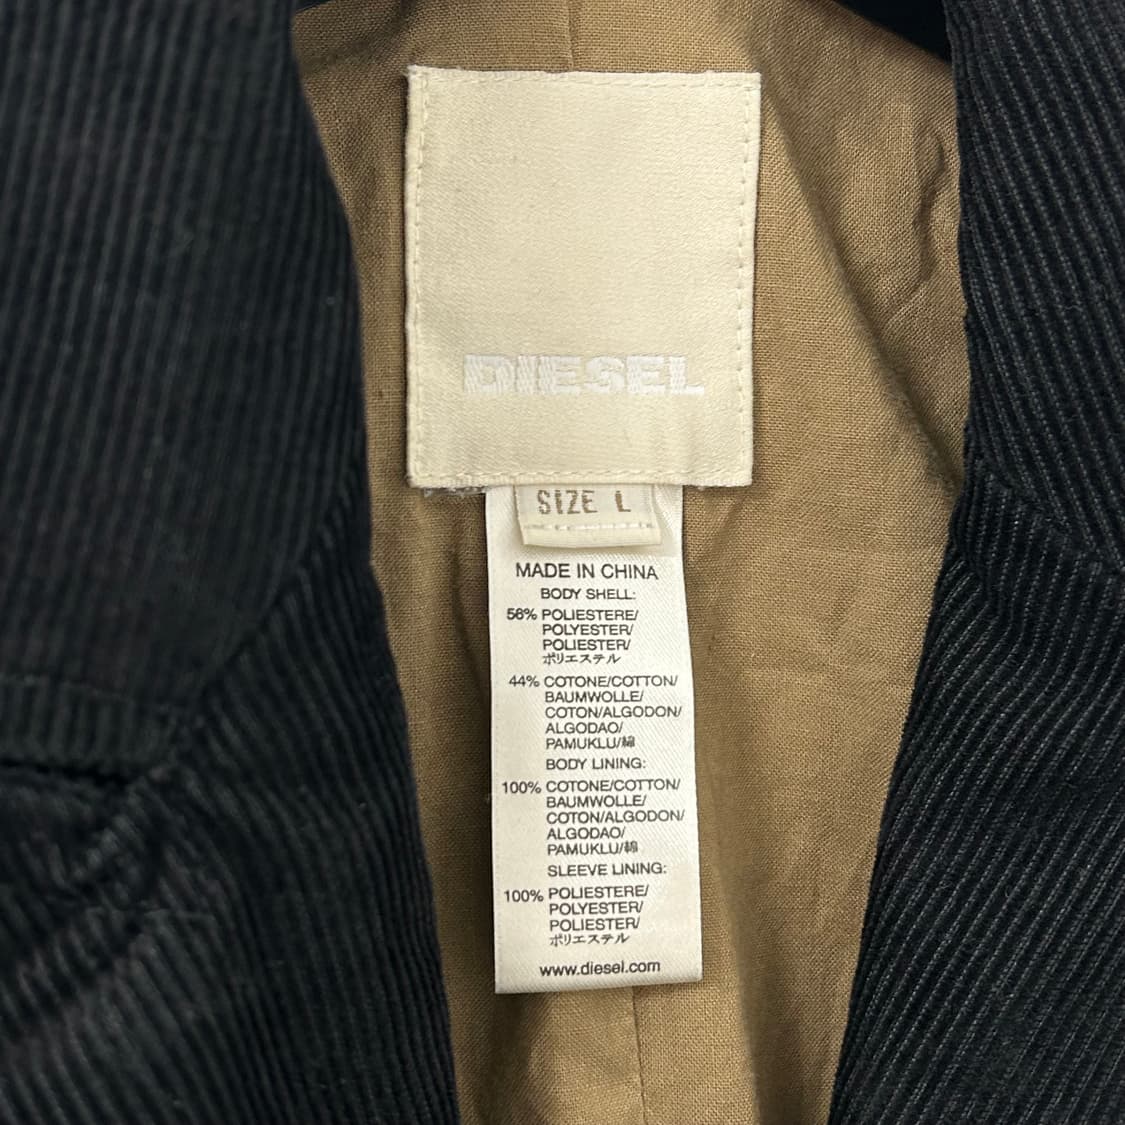 DIESEL
SIZE L
MADE IN CHINA
BODY SHELL:
56% POLIESTERE/
POLYESTER/
POLIESTER/
ポリエステル
44% COTONE/COTTON/
BAUMWOLLE/
COTON/ALGODON/
ALGODAO/
PAMUKLU/綿
BODY LINING:
100% COTONE/COTTON/
BAUMWOLLE/
COTON/ALGODON/
ALGODAO/
PAMUKLU/綿
SLEEVE LINING:
100% POLIESTERE/
POLYESTER/
POLIESTER/
ポリエステル
www.diesel.com